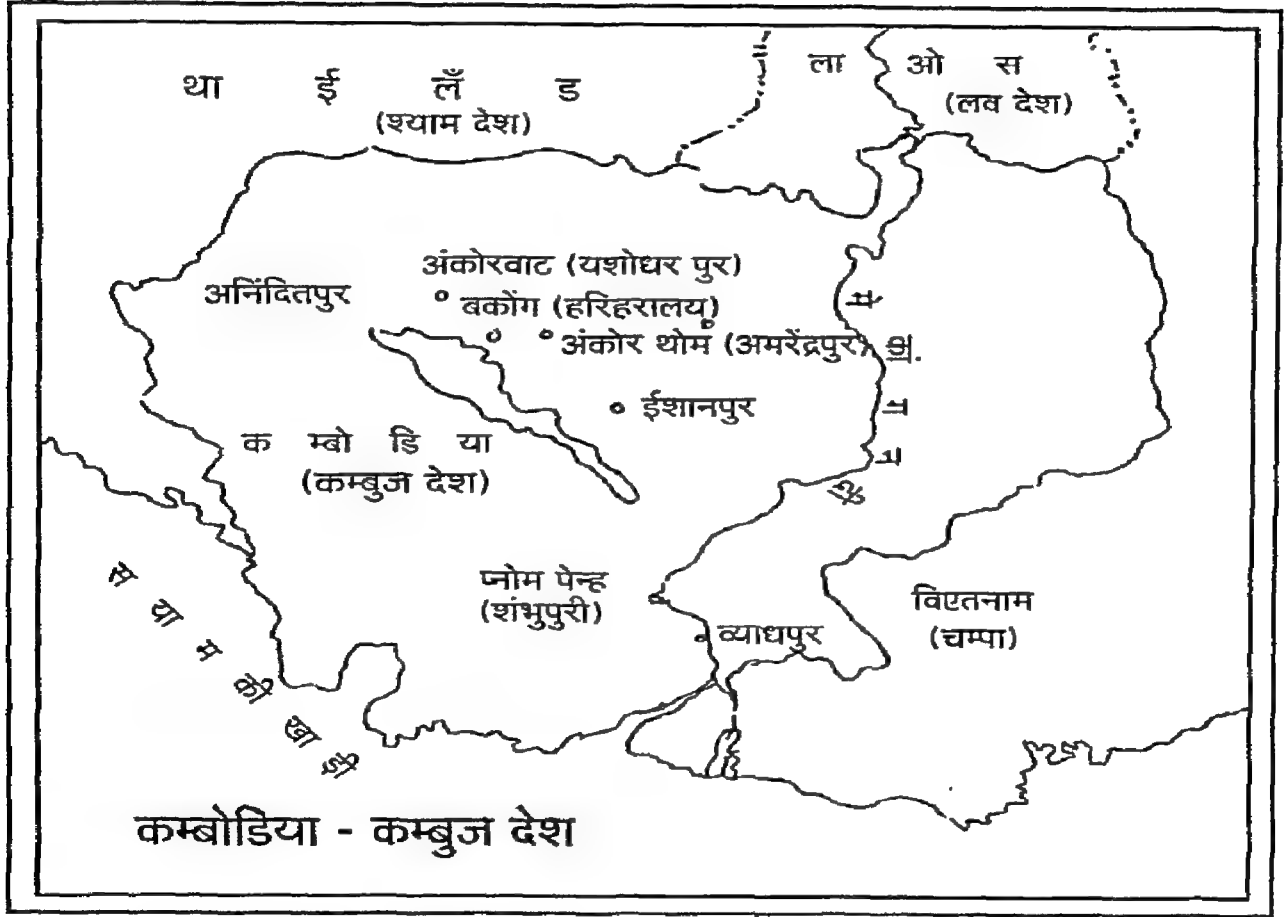 था ई लँ ड
(श्याम देश)
ला ओ स
(लव देश)
अंकोरवाट (यशोधर पुर)
अनिंदितपुर
बकोंग (हरिहरालय)
अंकोर थोम (अमरेंद्रपुर)
ईशानपुर
क म्बो डि या
(कम्बुज देश)
प्नोम पेन्ह
(शंभुपुरी)
व्याधपुर
विएतनाम
(चम्पा)
स या म की खा ड़ी
कम्बोडिया - कम्बुज देश